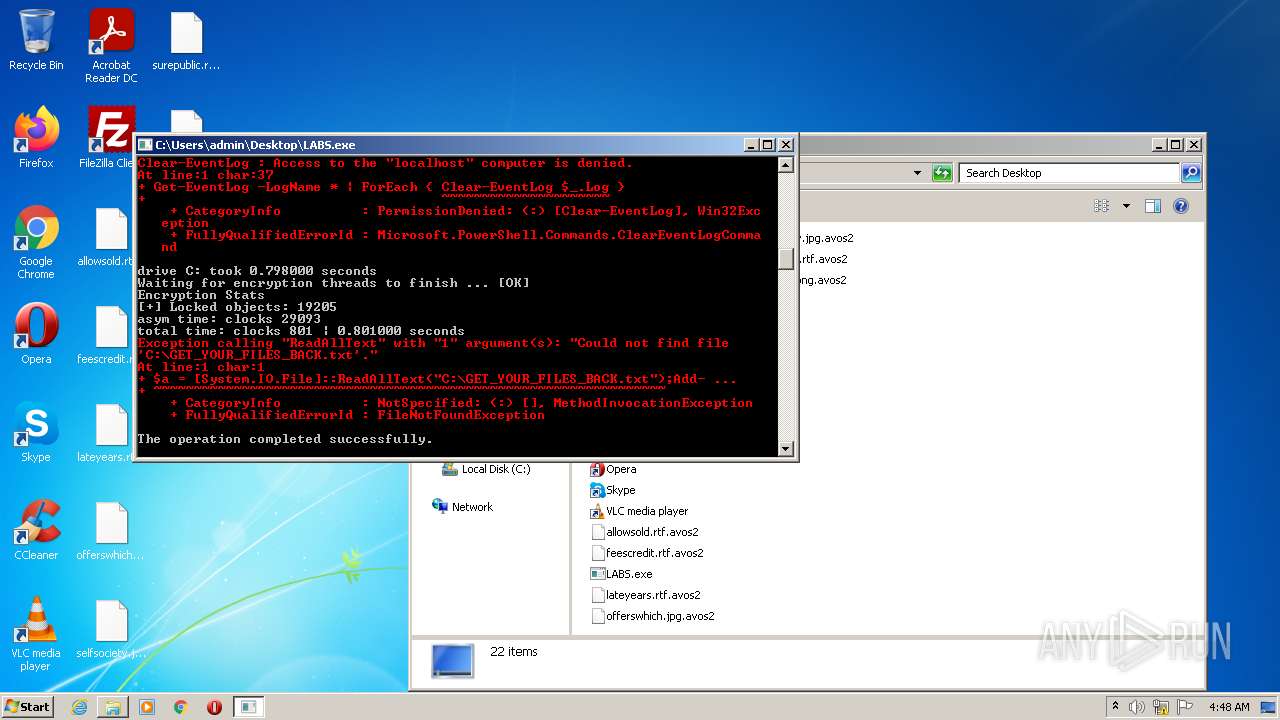 Recycle Bin
Acrobat
Reader DC
surepublic.r...
Firefox
FileZilla Clie
Google
Chrome
allowsold.rt
Opera
feescredit.r
Skype
lateyears.r
CCleaner
offerswhich....
VLC media
player
selfsociety.j...
C:\Users\admin\Desktop\LABS.exe
Clear-EventLog : Access to the "localhost" computer is denied.
At line:1 char:37
+ Get-EventLog -LogName * | ForEach { Clear-EventLog $_.Log }
+ ~~~~~~~~~~~~~~~~~~~~~~
+ CategoryInfo : PermissionDenied: (:) [Clear-EventLog], Win32Exc
eption
+ FullyQualifiedErrorId : Microsoft.PowerShell.Commands.ClearEventLogComma
nd
drive C: took 0.798000 seconds
Waiting for encryption threads to finish ... [OK]
Encryption Stats
[+] Locked objects: 19205
asym time: clocks 29093
total time: clocks 801 | 0.801000 seconds
Exception calling "ReadAllText" with "1" argument(s): "Could not find file
'C:\GET_YOUR_FILES_BACK.txt'."
At line:1 char:1
+ $a = [System.IO.File]::ReadAllText("C:\GET_YOUR_FILES_BACK.txt");Add- ...
+ ~~~~~~~~~~~~~~~~~~~~~~~~~~~~~~~~~~~~~~~~~~~~~~~~~~~~~~~~~~~~~~~
+ CategoryInfo : NotSpecified: (:) [], MethodInvocationException
+ FullyQualifiedErrorId : FileNotFoundException
The operation completed successfully.
Search Desktop
r.jpg.avos2
.rtf.avos2
ng.avos2
Local Disk (C:)
Network
Opera
Skype
VLC media player
allowsold.rtf.avos2
feescredit.rtf.avos2
LABS.exe
lateyears.rtf.avos2
offerswhich.jpg.avos2
22 items
ANY RUN
Start
4:48 AM